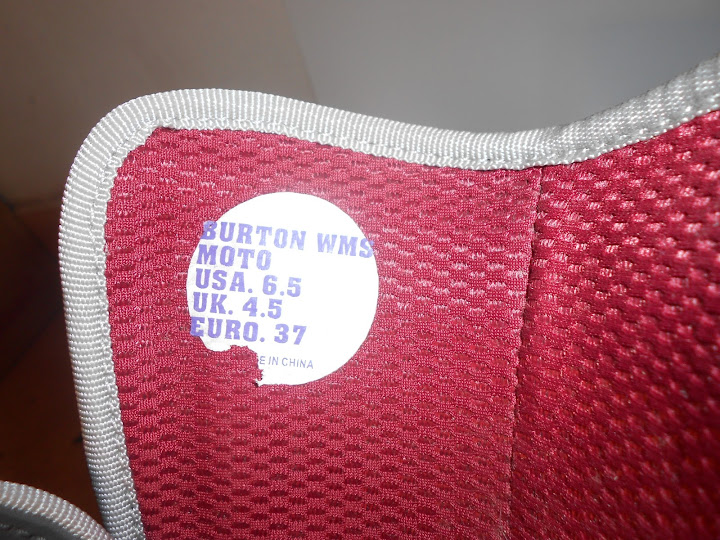 BURTON WMS
MOTO
USA. 6.5
UK. 4.5
EURO. 37
IN CHINA